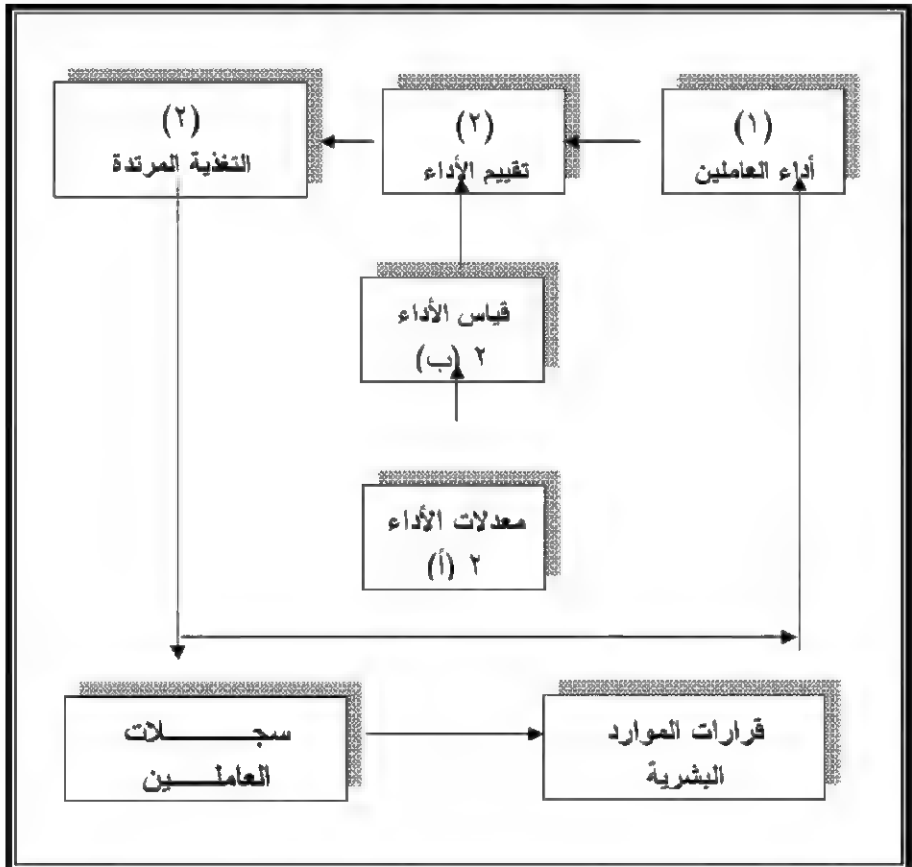 (١)
أداء العاملين
(٢)
تقييم الأداء
(٢)
التغذية المرتدة
قياس الأداء
٢ (ب)
معدلات الأداء
٢ (أ)
قرارات الموارد
البشرية
سجـــــــلات
العاملـــــين